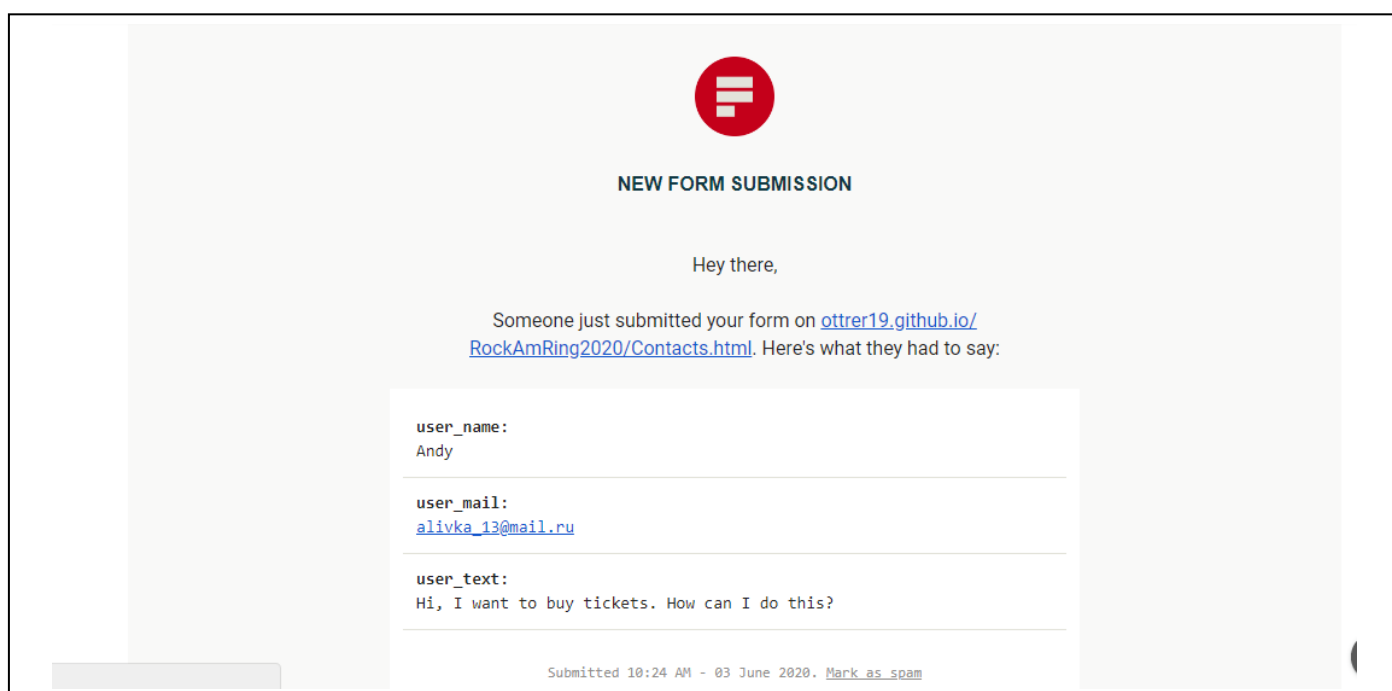 NEW FORM SUBMISSION
Hey there,
Someone just submitted your form on ottrer19.github.io/
RockAmRing2020/Contacts.html. Here's what they had to say:
user_name:
Andy
user_mail:
alivka_13@mail.ru
user_text:
Hi, I want to buy tickets. How can I do this?
Submitted 10:24 AM - 03 June 2020. Mark as spam